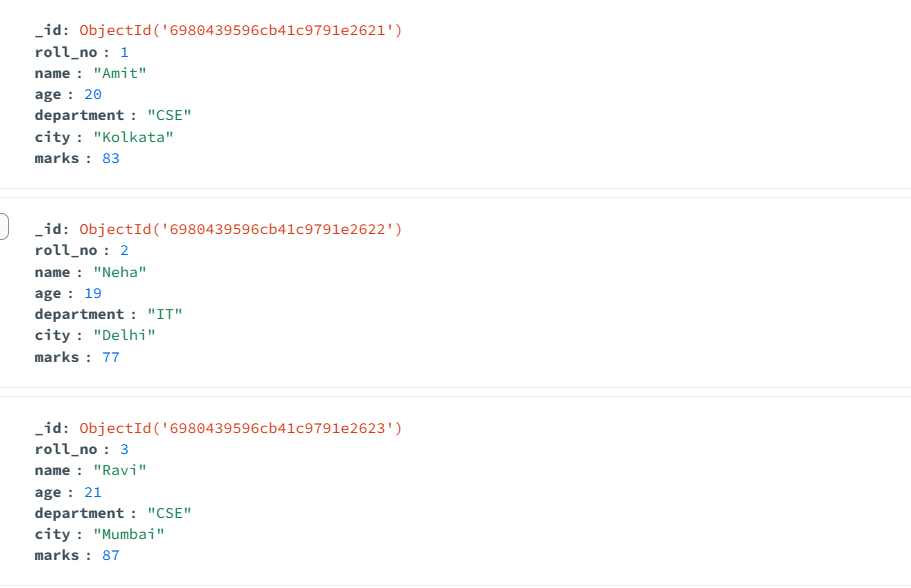 _id: ObjectId('6980439596cb41c9791e2621')
roll_no : 1
name : "Amit"
age : 20
department : "CSE"
city : "Kolkata"
marks : 83
_id: ObjectId('6980439596cb41c9791e2622')
roll_no : 2
name : "Neha"
age : 19
department : "IT"
city : "Delhi"
marks : 77
_id: ObjectId('6980439596cb41c9791e2623')
roll_no : 3
name : "Ravi"
age : 21
department : "CSE"
city : "Mumbai"
marks : 87